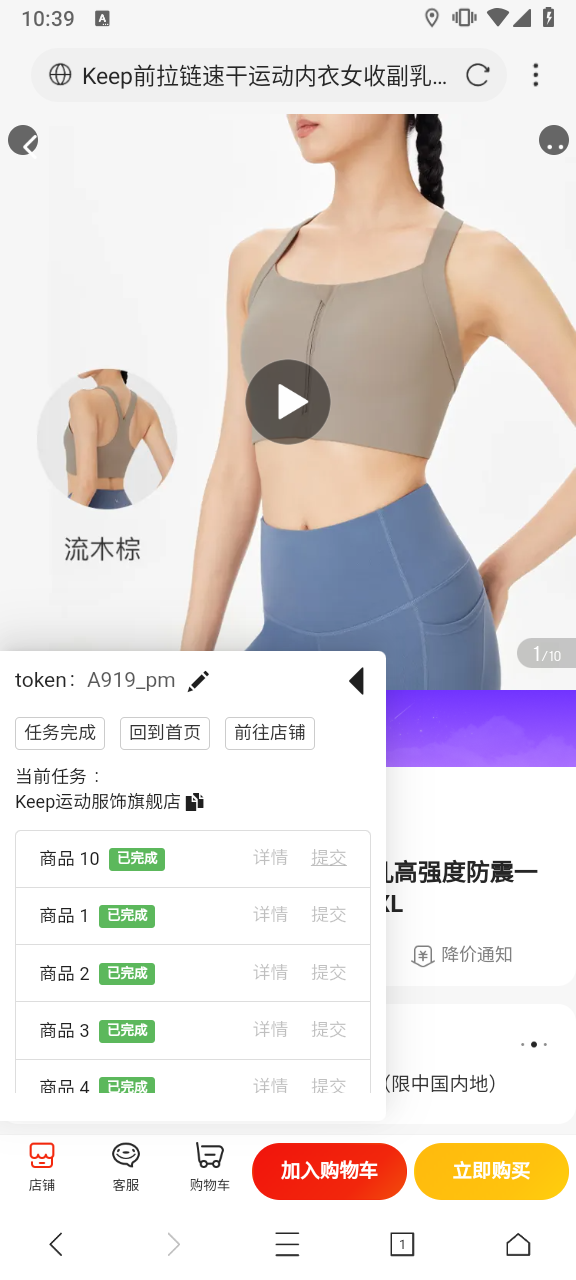 10:39
Keep前拉链速干运动内衣女收副乳...
流木棕
1/10
token: A919_pm
任务完成 回到首页 前往店铺
当前任务：
Keep运动服饰旗舰店
商品 10 已完成 详情 提交
商品 1 已完成 详情 提交
商品 2 已完成 详情 提交
商品 3 已完成 详情 提交
商品 4 已完成 详情 提交
高强度防震一
XL
降价通知
（限中国内地）
店铺 客服 购物车 加入购物车 立即购买
1